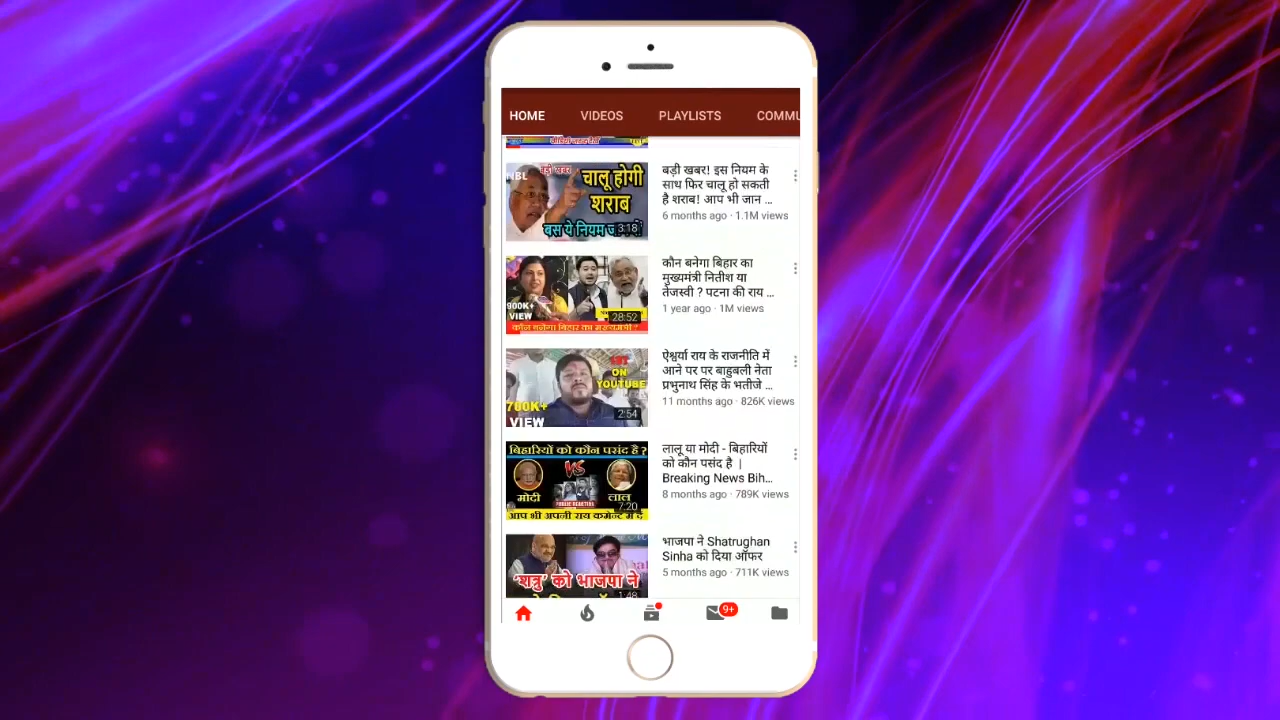 HOME VIDEOS PLAYLISTS COMMU
NBL
बड़ी खबर
चालू होगी
शराब
बस ये नियम
3:18
बड़ी खबर! इस नियम के
साथ फिर चालू हो सकती
है शराब! आप भी जान ...
6 months ago · 1.1M views
900K+
VIEW
28:52
कौन बनेगा बिहार का मुख्यमंत्री ?
कौन बनेगा बिहार का
मुख्यमंत्री नितीश या
तेजस्वी ? पटना की राय ...
1 year ago · 1M views
ON
YOUTUBE
700K+
VIEW
2:54
ऐश्वर्या राय के राजनीति में
आने पर पर बाहुबली नेता
प्रभुनाथ सिंह के भतीजे ...
11 months ago · 826K views
बिहारियों को कौन पसंद है ?
VS
मोदी
लालू
7:20
आप भी अपनी राय कमेन्ट में दें
लालू या मोदी - बिहारियों
को कौन पसंद है |
Breaking News Bih...
8 months ago · 789K views
'शत्रु' को भाजपा ने
1:48
भाजपा ने Shatrughan
Sinha को दिया ऑफर
5 months ago · 711K views
9+